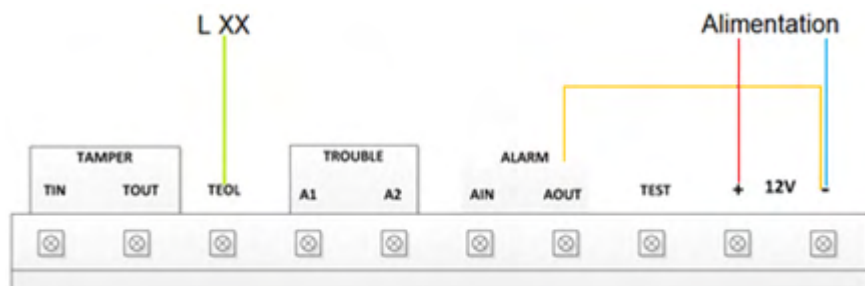 L XX Alimentation
TAMPER TROUBLE ALARM
TIN TOUT TEOL A1 A2 AIN AOUT TEST + 12V -